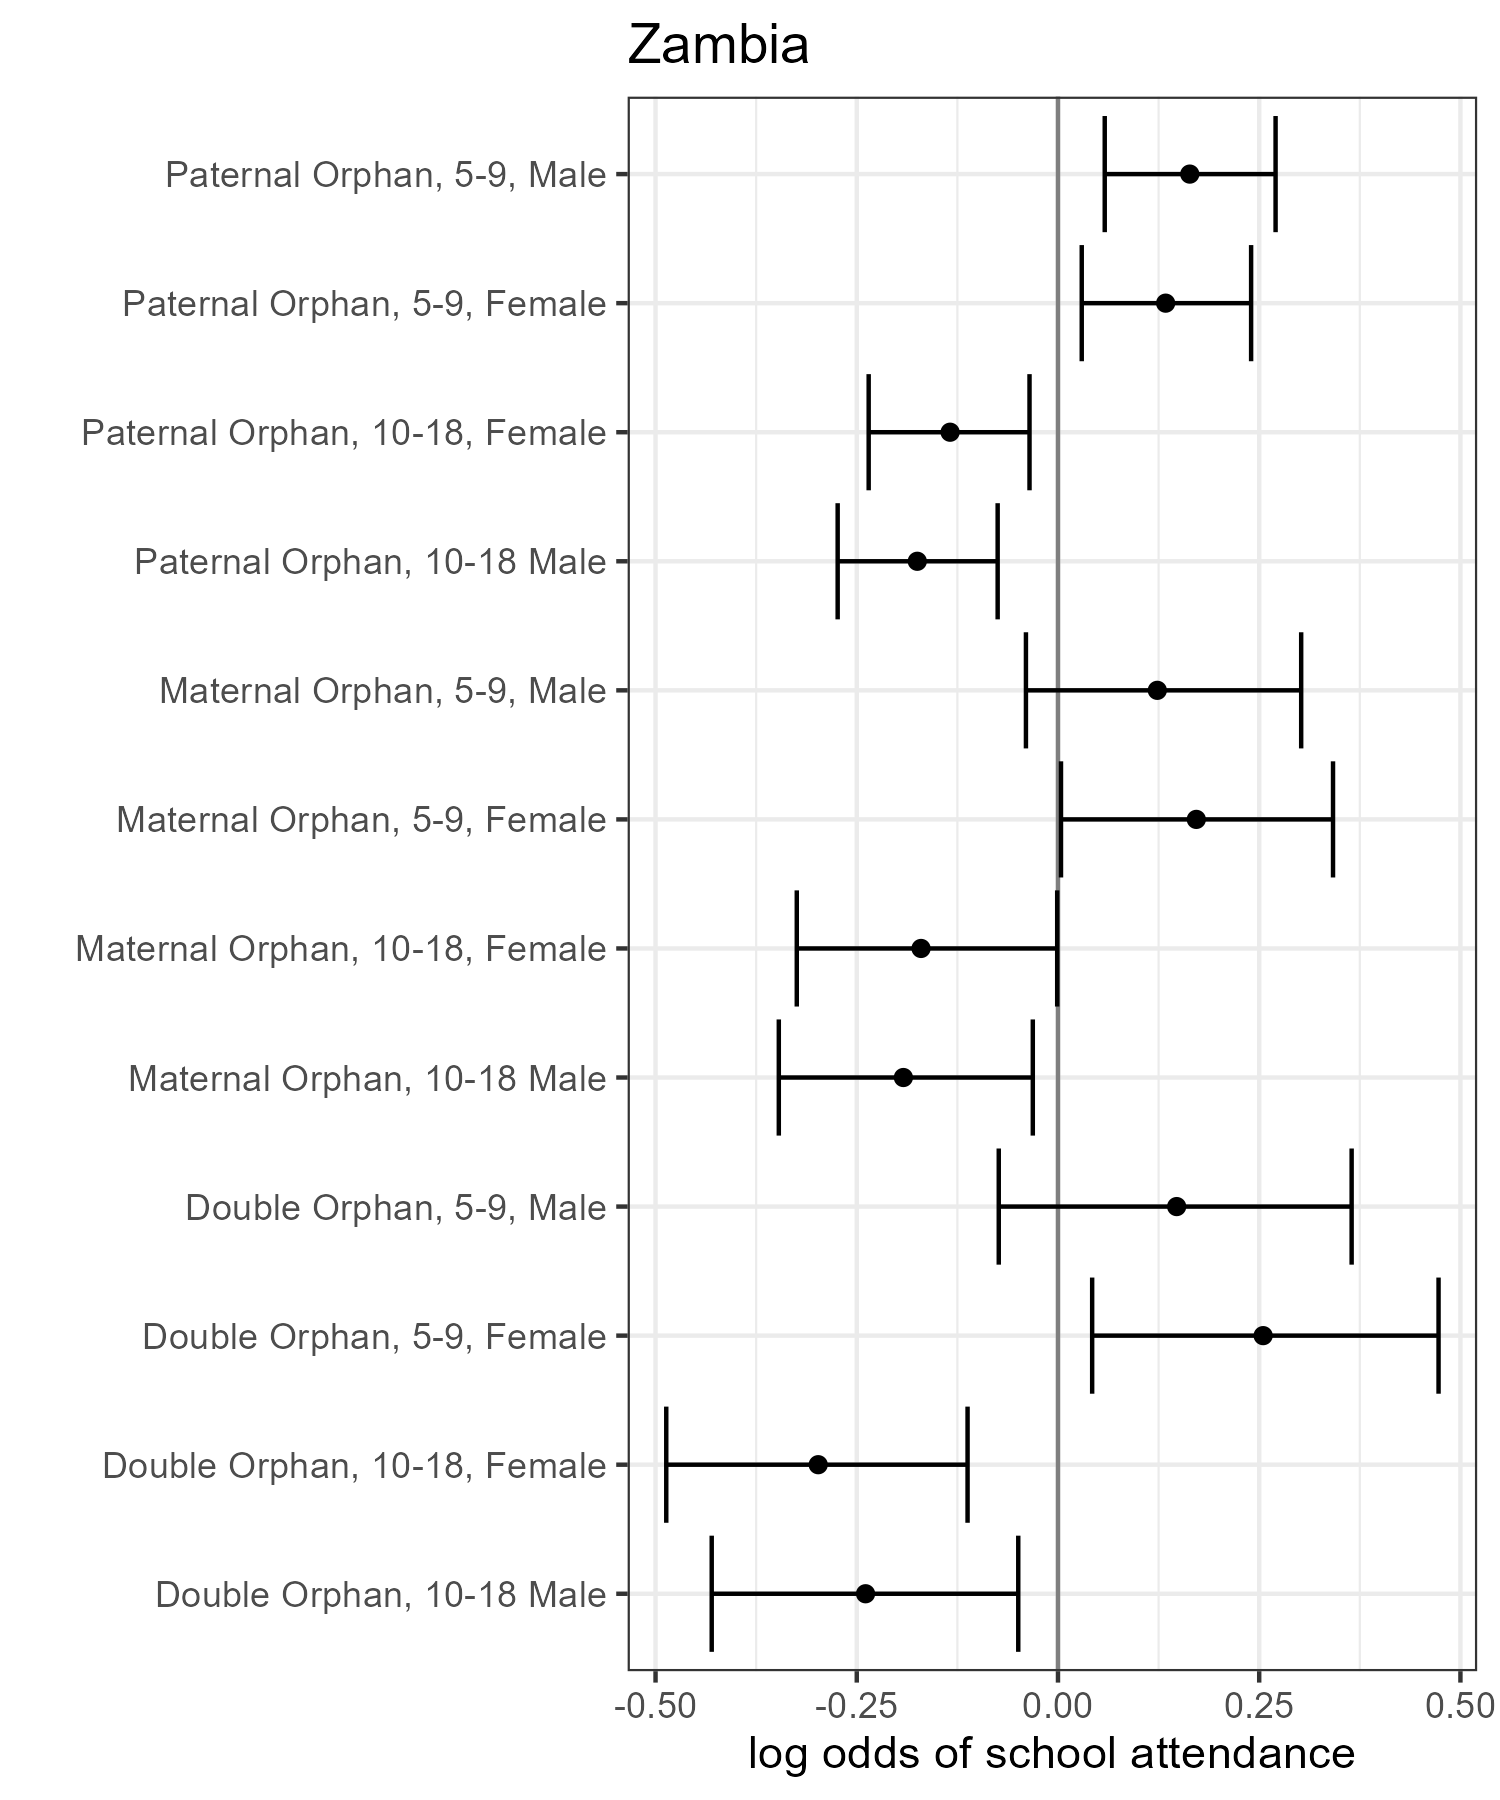 Zambia
Paternal Orphan, 5-9, Male
Paternal Orphan, 5-9, Female
Paternal Orphan, 10-18, Female
Paternal Orphan, 10-18 Male
Maternal Orphan, 5-9, Male
Maternal Orphan, 5-9, Female
Maternal Orphan, 10-18, Female
Maternal Orphan, 10-18 Male
Double Orphan, 5-9, Male
Double Orphan, 5-9, Female
Double Orphan, 10-18, Female
Double Orphan, 10-18 Male
-0.50 -0.25 0.00 0.25 0.50
log odds of school attendance